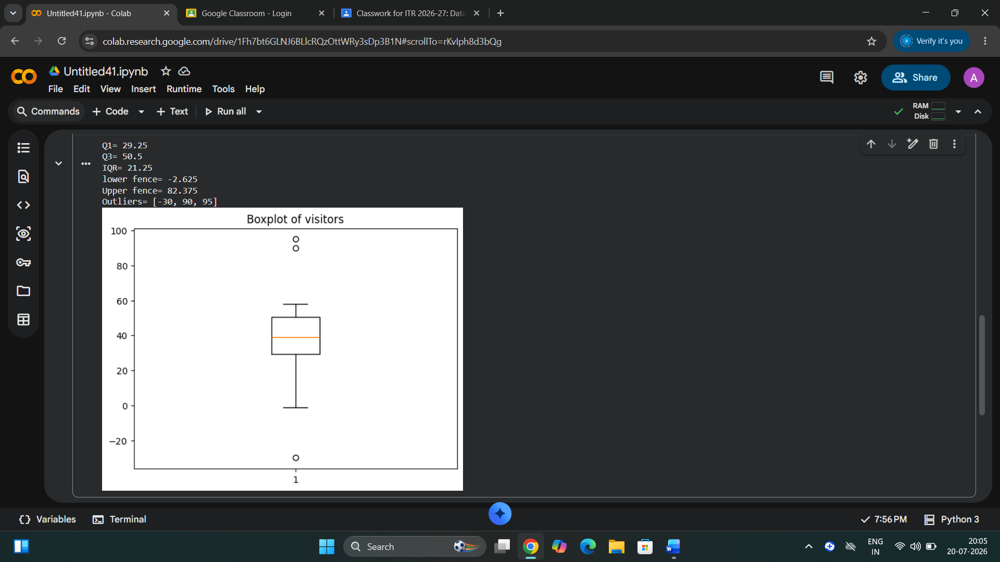 Untitled41.ipynb - Colab
Google Classroom - Login
Classwork for ITR 2026-27: Data
colab.research.google.com/drive/1Fh7bt6GLNJ6BLlcRQzOttWRy3sDp3B1N#scrollTo=rKvIph8d3bQg
a Verify it's you
Untitled41.ipynb
File Edit View Insert Runtime Tools Help
Share
A
Commands + Code + Text Run all
RAM
Disk
Q1= 29.25
Q3= 50.5
IQR= 21.25
lower fence= -2.625
Upper fence= 82.375
Outliers= [-30, 90, 95]
Boxplot of visitors
100
80
60
40
20
0
−20
1
Variables Terminal
7:56 PM Python 3
Search
ENG
IN
20:05
20-07-2026